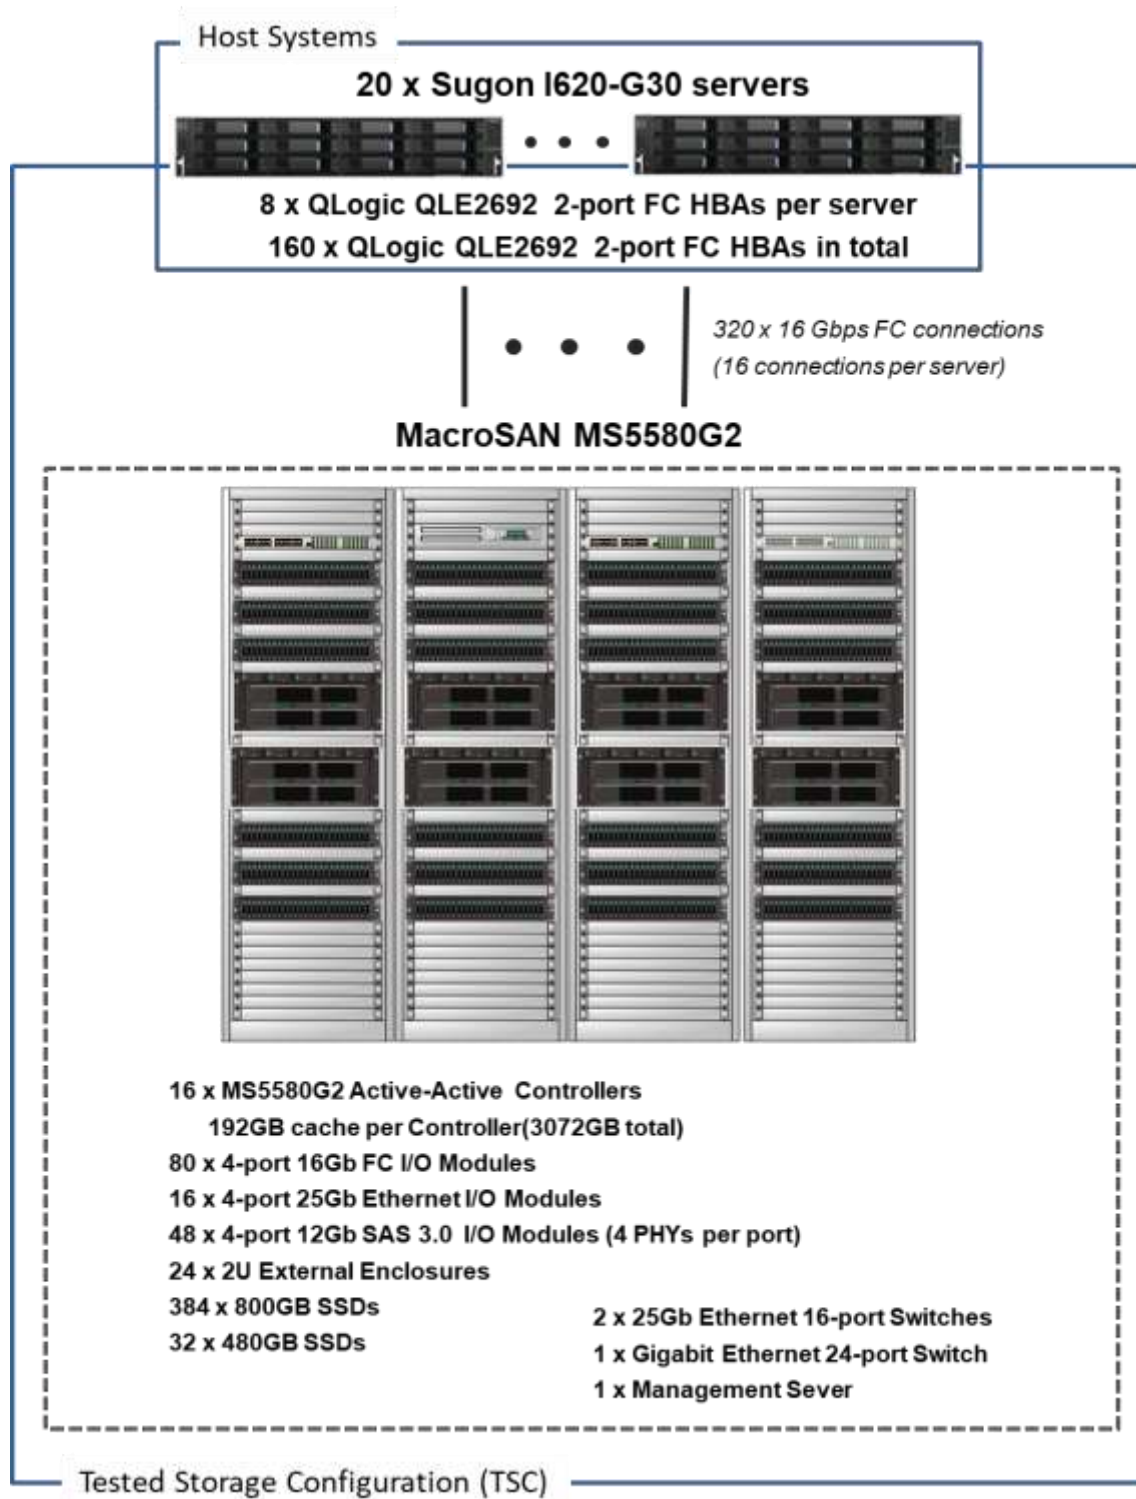 Host Systems
20 x Sugon I620-G30 servers
8 x QLogic QLE2692 2-port FC HBAs per server
160 x QLogic QLE2692 2-port FC HBAs in total
320 x 16 Gbps FC connections
(16 connections per server)
MacroSAN MS5580G2
16 x MS5580G2 Active-Active Controllers
192GB cache per Controller(3072GB total)
80 x 4-port 16Gb FC I/O Modules
16 x 4-port 25Gb Ethernet I/O Modules
48 x 4-port 12Gb SAS 3.0 I/O Modules (4 PHYs per port)
24 x 2U External Enclosures
384 x 800GB SSDs
32 x 480GB SSDs
2 x 25Gb Ethernet 16-port Switches
1 x Gigabit Ethernet 24-port Switch
1 x Management Sever
Tested Storage Configuration (TSC)